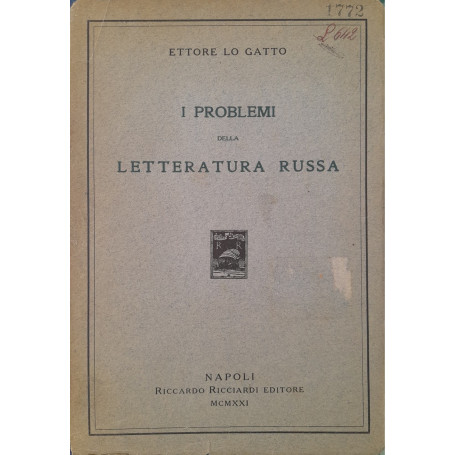 1772
ETTORE LO GATTO
I PROBLEMI
DELLA
LETTERATURA RUSSA
R R
NAPOLI
RICCARDO RICCIARDI EDITORE
MCMXXI